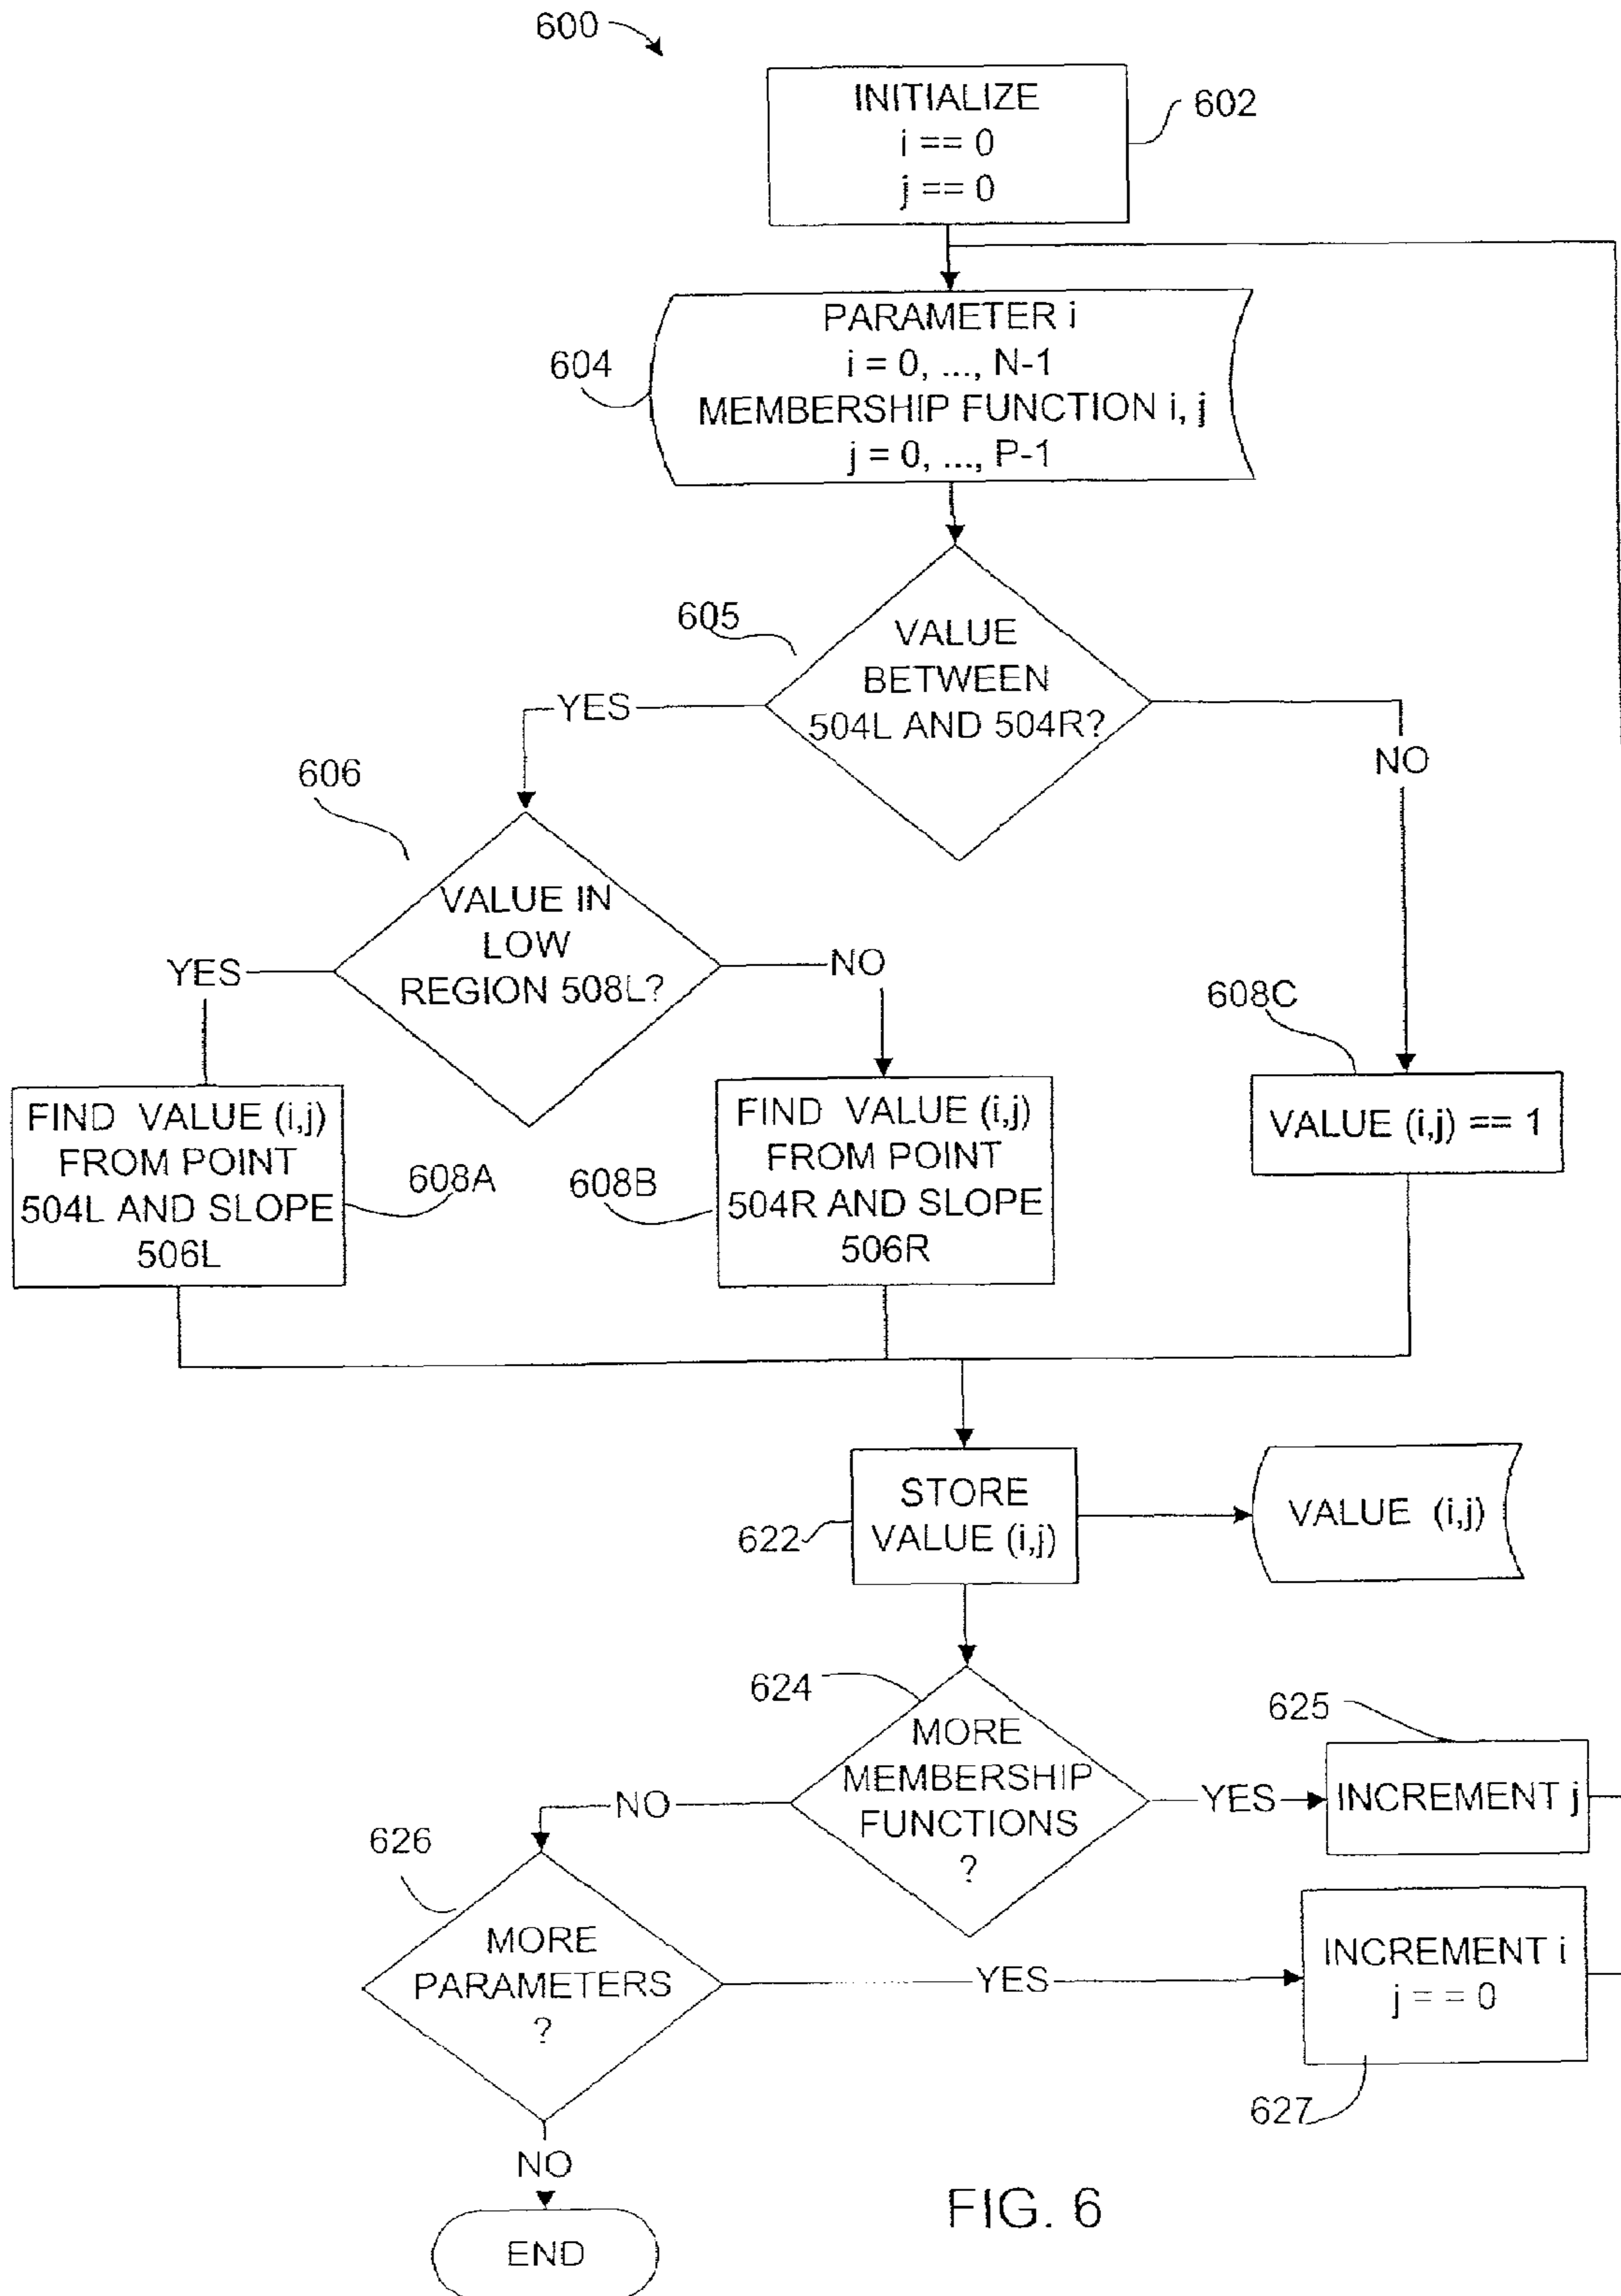 600
INITIALIZE
i == 0
j == 0
602
PARAMETER i
i = 0, ..., N-1
MEMBERSHIP FUNCTION i, j
j = 0, ..., P-1
604
605
VALUE
BETWEEN
504L AND 504R?
YES
NO
606
VALUE IN
LOW
REGION 508L?
YES
NO
608C
FIND VALUE (i,j)
FROM POINT
504L AND SLOPE
506L
608A
608B
FIND VALUE (i,j)
FROM POINT
504R AND SLOPE
506R
VALUE (i,j) == 1
STORE
VALUE (i,j)
622
VALUE (i,j)
624
MORE
MEMBERSHIP
FUNCTIONS
?
NO
YES
625
INCREMENT j
626
MORE
PARAMETERS
?
YES
INCREMENT i
j = = 0
627
NO
END
FIG. 6